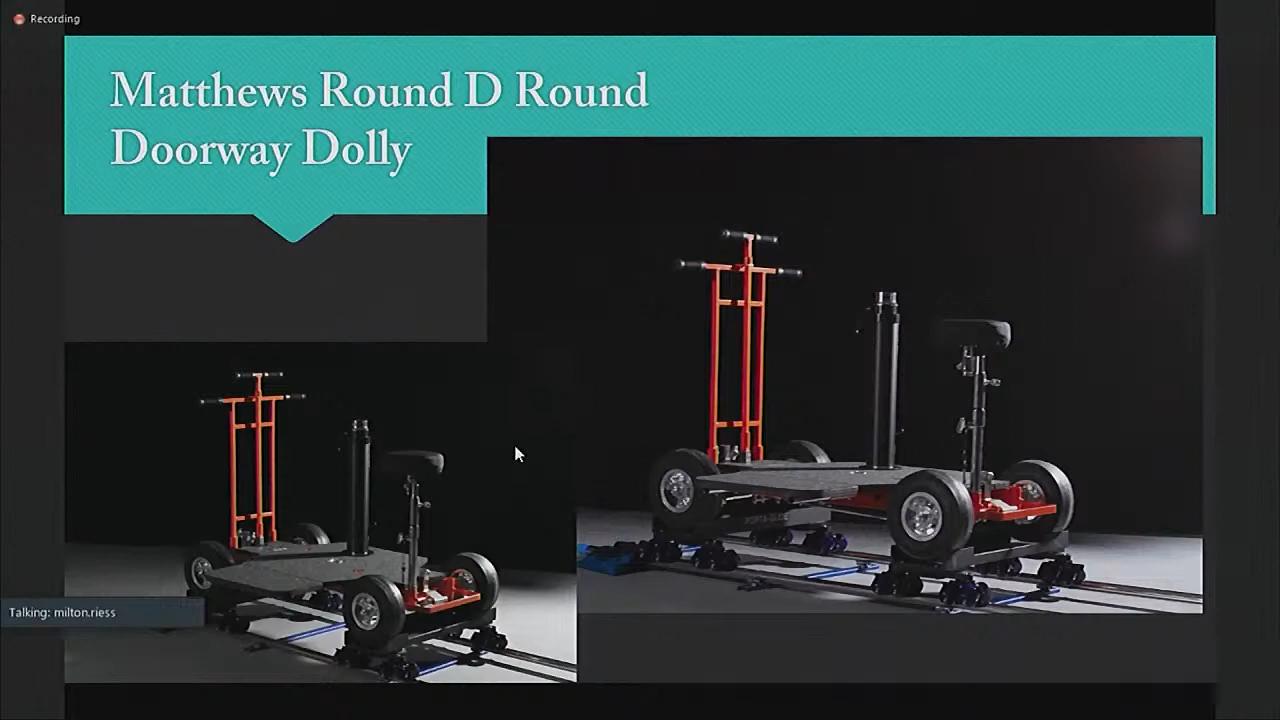 Recording
Matthews Round D Round
Doorway Dolly
Talking: milton.riess